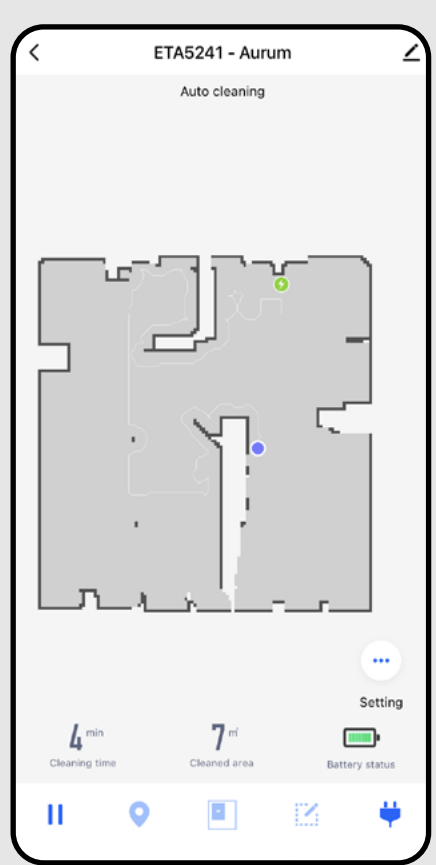 ETA5241 - Aurum
Auto cleaning
Setting
4 min
7 ㎡
Cleaning time
Cleaned area
Battery status